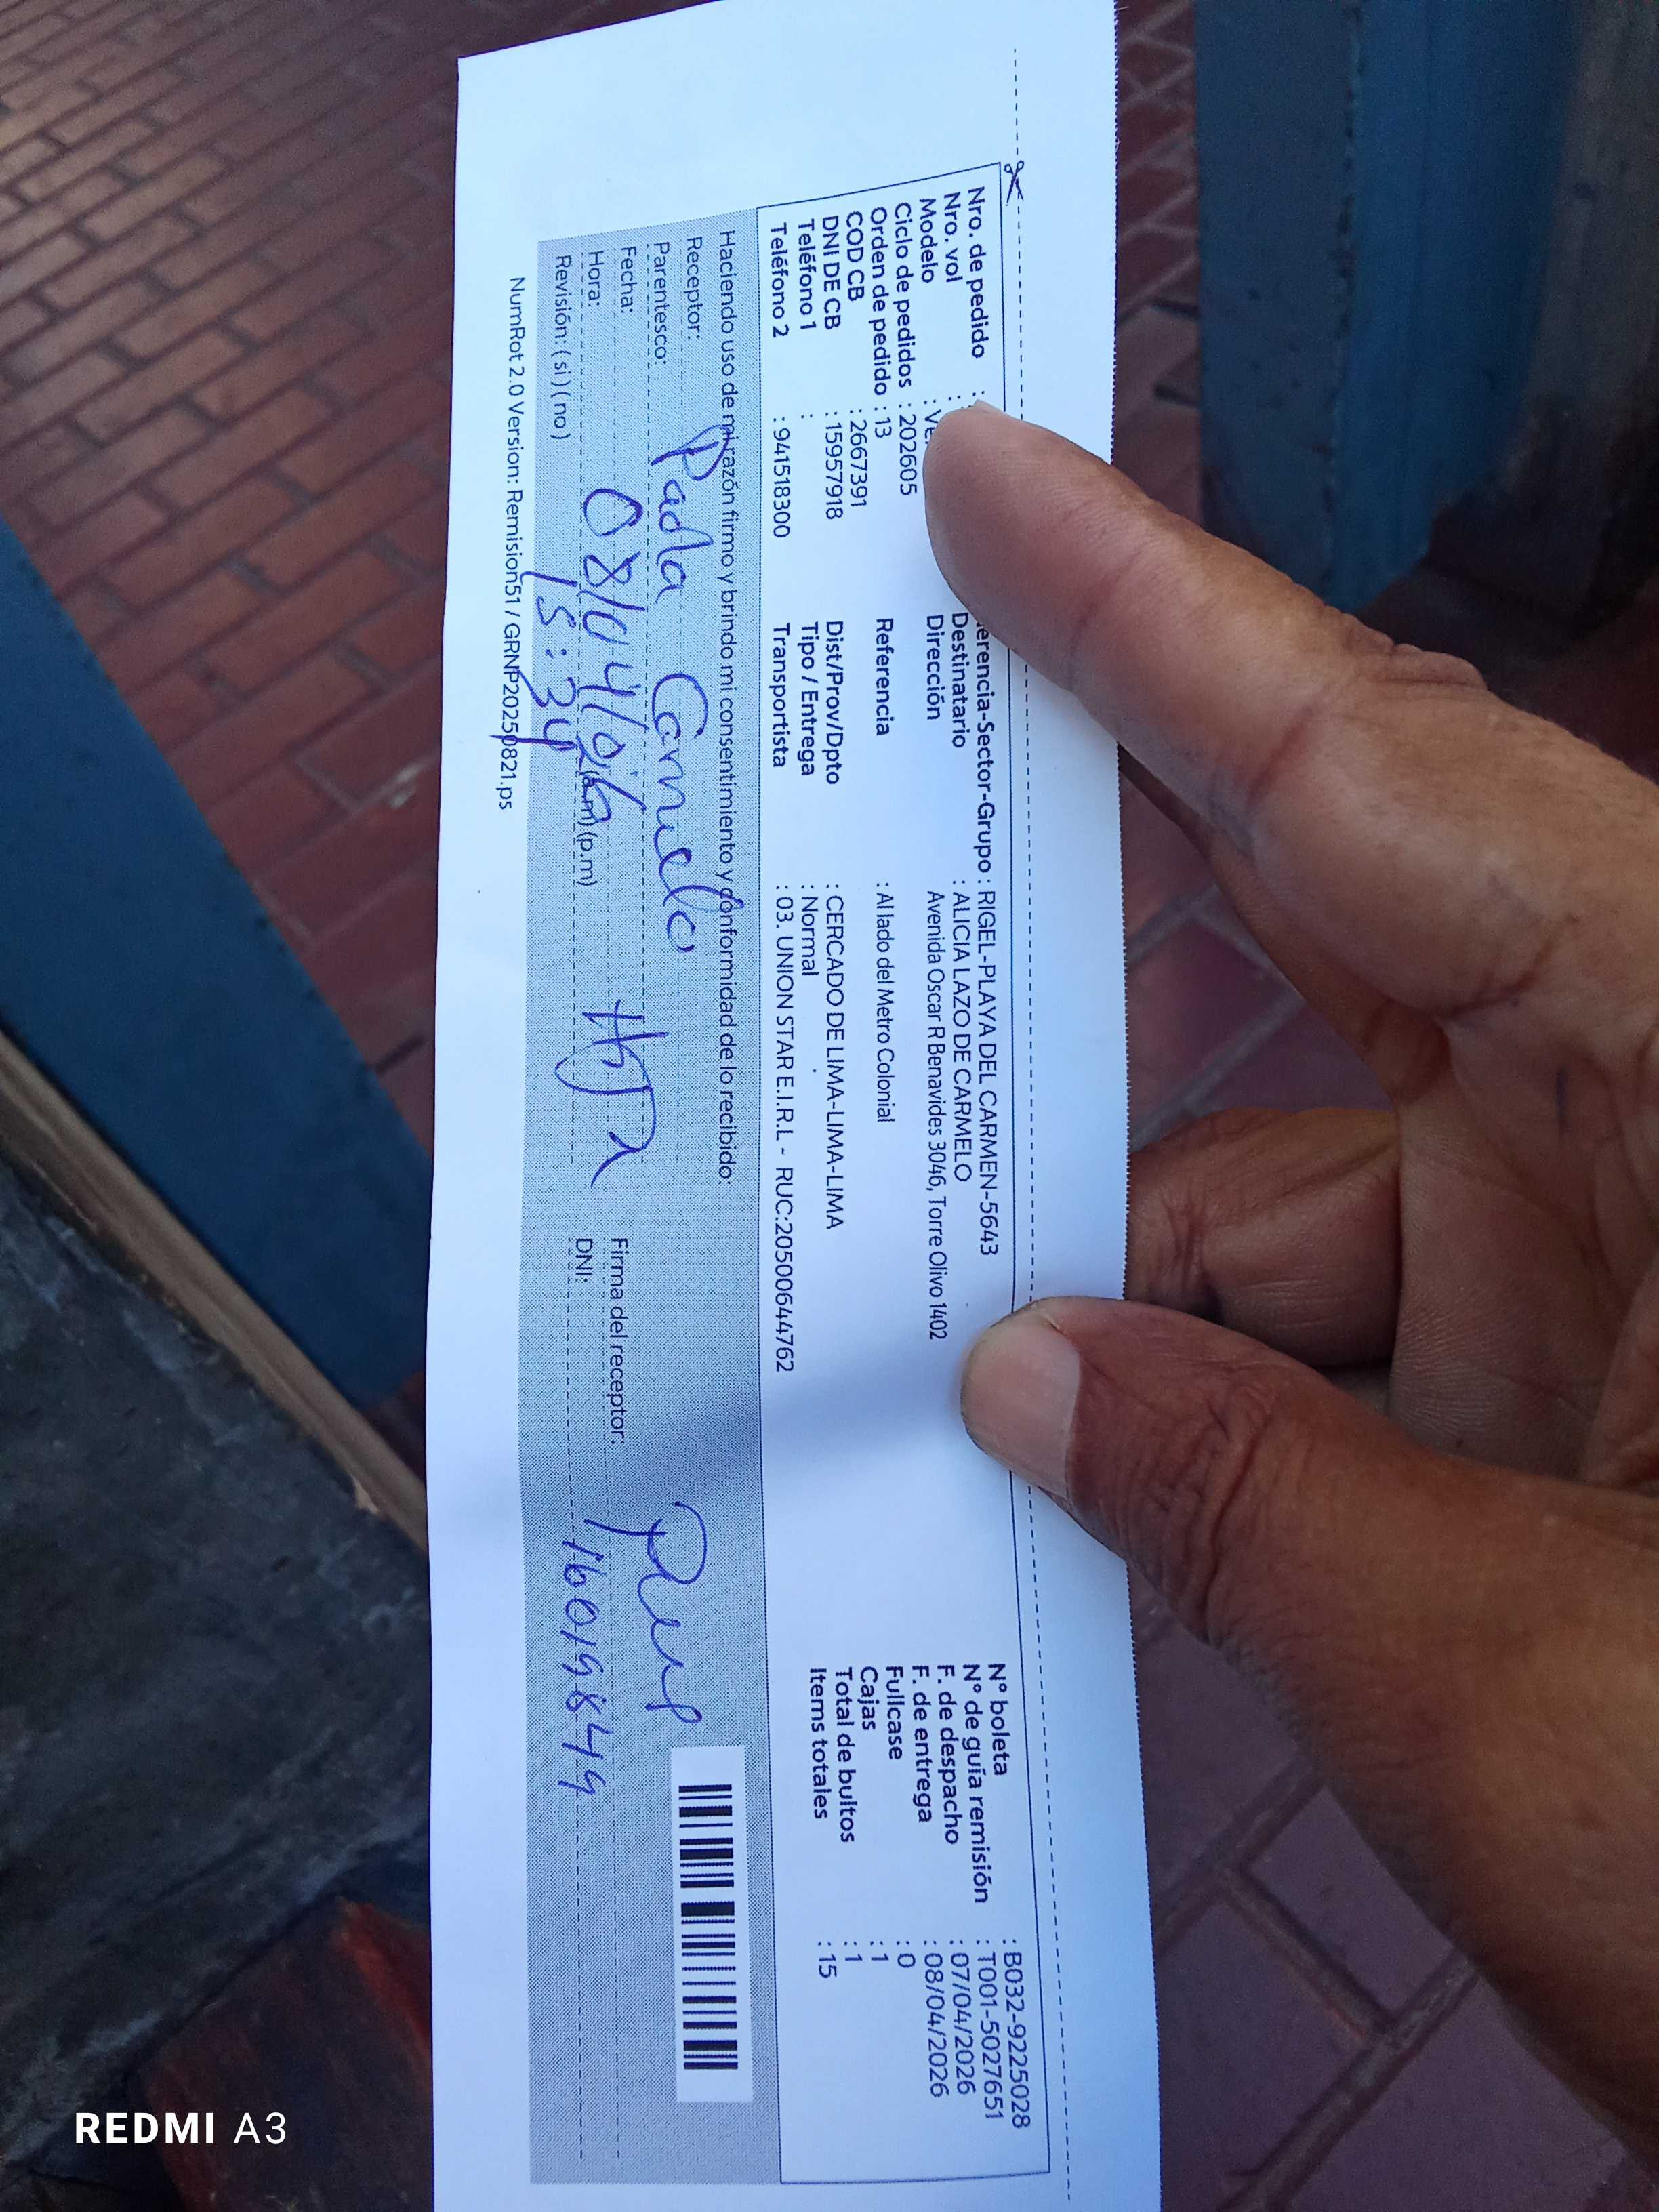 Nro. de pedido :
Nro. vol :
Modelo :
Ciclo de pedidos : 202605
Orden de pedido : 13
COD CB : 2667391
DNI DE CB : 15957918
Teléfono 1 :
Teléfono 2 : 941518300
erencia-Sector-Grupo : RIGEL-PLAYA DEL CARMEN-5643
Destinatario : ALICIA LAZO DE CARMELO
Dirección Avenida Oscar R Benavides 3046, Torre Olivo 1402
Referencia : Al lado del Metro Colonial
Dist/Prov/Dpto : CERCADO DE LIMA-LIMA-LIMA
Tipo / Entrega : Normal
Transportista : 03. UNION STAR E.I.R.L - RUC:20500644762
N° boleta : B032-9225028
N° de guía remisión : T001-5027651
F. de despacho : 07/04/2026
F. de entrega : 08/04/2026
Fullcase : 0
Cajas : 1
Total de bultos : 1
Items totales : 15
Haciendo uso de mi razón firmo y brindo mi consentimiento y conformidad de lo recibido:
Receptor: Paola Carmelo
Parentesco: Hija
Fecha: 08/04/26
Hora: 15:34 (a.m) (p.m)
Revisión: ( si ) ( no )
Firma del receptor:
DNI: 16019849
NumRot 2.0 Version: Remision51 / GRNP20250821.ps
REDMI A3